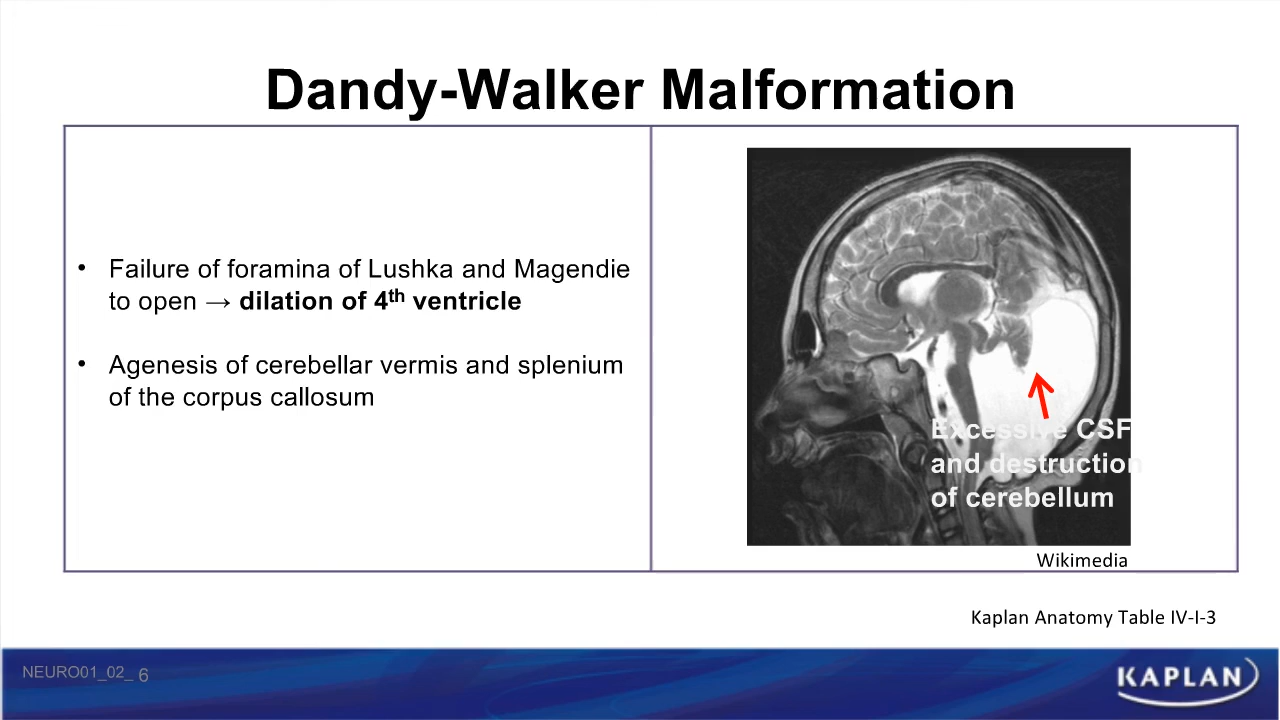 Dandy-Walker Malformation
• Failure of foramina of Lushka and Magendie
to open → dilation of 4th ventricle
• Agenesis of cerebellar vermis and splenium
of the corpus callosum
Excessive CSF
and destruction
of cerebellum
Wikimedia
Kaplan Anatomy Table IV-I-3
NEURO01_02_ 6
KAPLAN